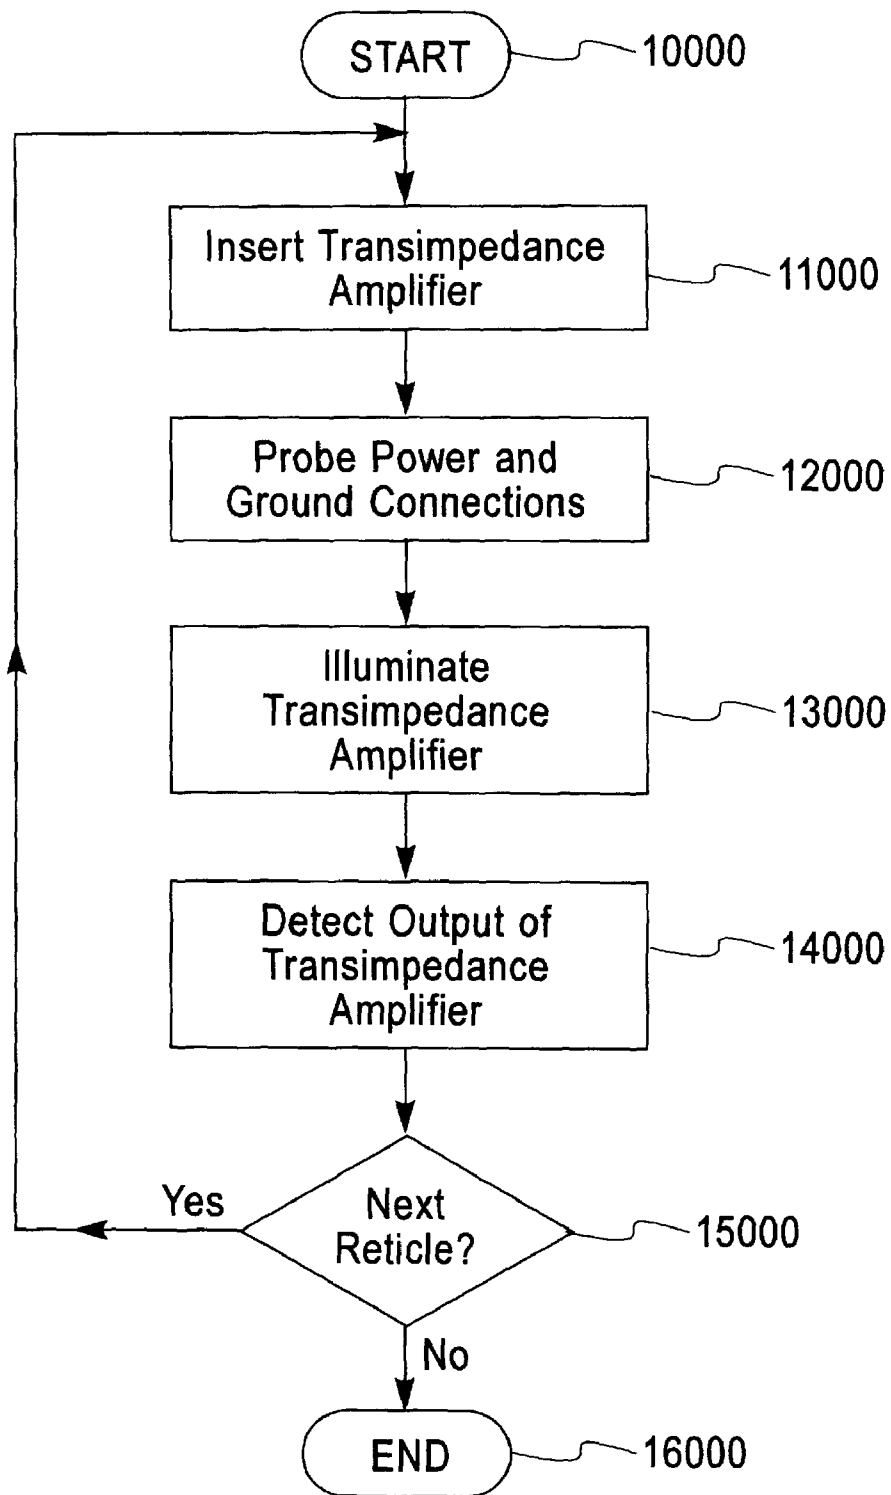 START
10000
Insert Transimpedance
Amplifier
11000
Probe Power and
Ground Connections
12000
Illuminate
Transimpedance
Amplifier
13000
Detect Output of
Transimpedance
Amplifier
14000
Yes
Next
Reticle?
15000
No
END
16000